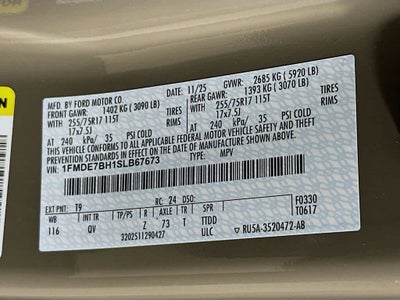 MFD. BY FORD MOTOR CO.
11/25 GVWR: 2685 KG ( 5920 LB)
FRONT GAWR: 1402 KG ( 3090 LB) REAR GAWR: 1393 KG ( 3070 LB)
255/75R17 115T TIRES 255/75R17 115T TIRES
17x7.5J RIMS 17x7.5J RIMS
AT 240 kPa/ 35 PSI COLD AT 240 kPa/ 35 PSI COLD
THIS VEHICLE CONFORMS TO ALL APPLICABLE FEDERAL MOTOR VEHICLE SAFETY AND THEFT PREVENTION STANDARDS IN EFFECT ON THE DATE OF MANUFACTURE SHOWN ABOVE.
VIN: 1FMDE7BH1SLB67673
TYPE: MPV
EXT PNT: T9 RC: 24 DSO: F0330
T0617
WB INT TR TP/PS R AXLE TR SPR
116 QV Z 73 T TTDD
3202511290427 ULC RU5A-3520472-AB